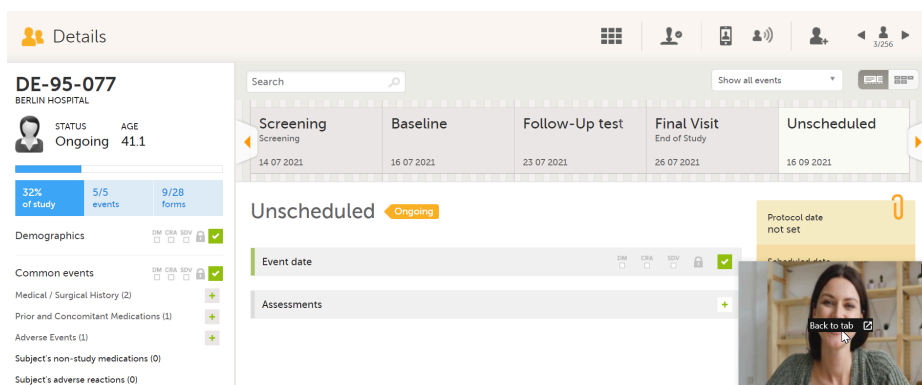 Details
3/256
DE-95-077
BERLIN HOSPITAL
STATUS AGE
Ongoing 41.1
32% 5/5 9/28
of study events forms
Demographics DM CRA SDV
Common events DM CRA SDV
Medical / Surgical History (2)
Prior and Concomitant Medications (1)
Adverse Events (1)
Subject's non-study medications (0)
Subject's adverse reactions (0)
Search Show all events
Screening Baseline Follow-Up test Final Visit Unscheduled
Screening End of Study
14 07 2021 16 07 2021 23 07 2021 26 07 2021 16 09 2021
Unscheduled Ongoing
Event date DM CRA SDV
Assessments
Protocol date
not set
Scheduled date
Back to tab